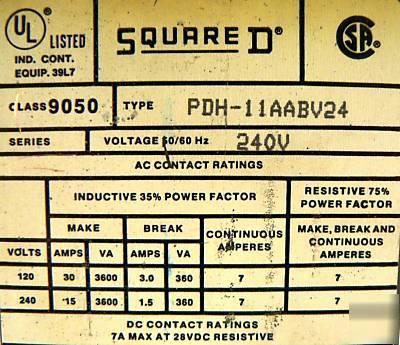 UL® LISTED
IND. CONT.
EQUIP. 39L7
SQUARE D®
SA®
CLASS 9050 TYPE PDH-11AABV24
SERIES VOLTAGE 50/60 Hz 240V
AC CONTACT RATINGS
INDUCTIVE 35% POWER FACTOR
RESISTIVE 75%
POWER FACTOR
MAKE BREAK CONTINUOUS
AMPERES MAKE, BREAK AND
CONTINUOUS
AMPERES
VOLTS AMPS VA AMPS VA
120 30 3600 3.0 360 7 7
240 15 3600 1.5 360 7 7
DC CONTACT RATINGS
7A MAX AT 28VDC RESISTIVE